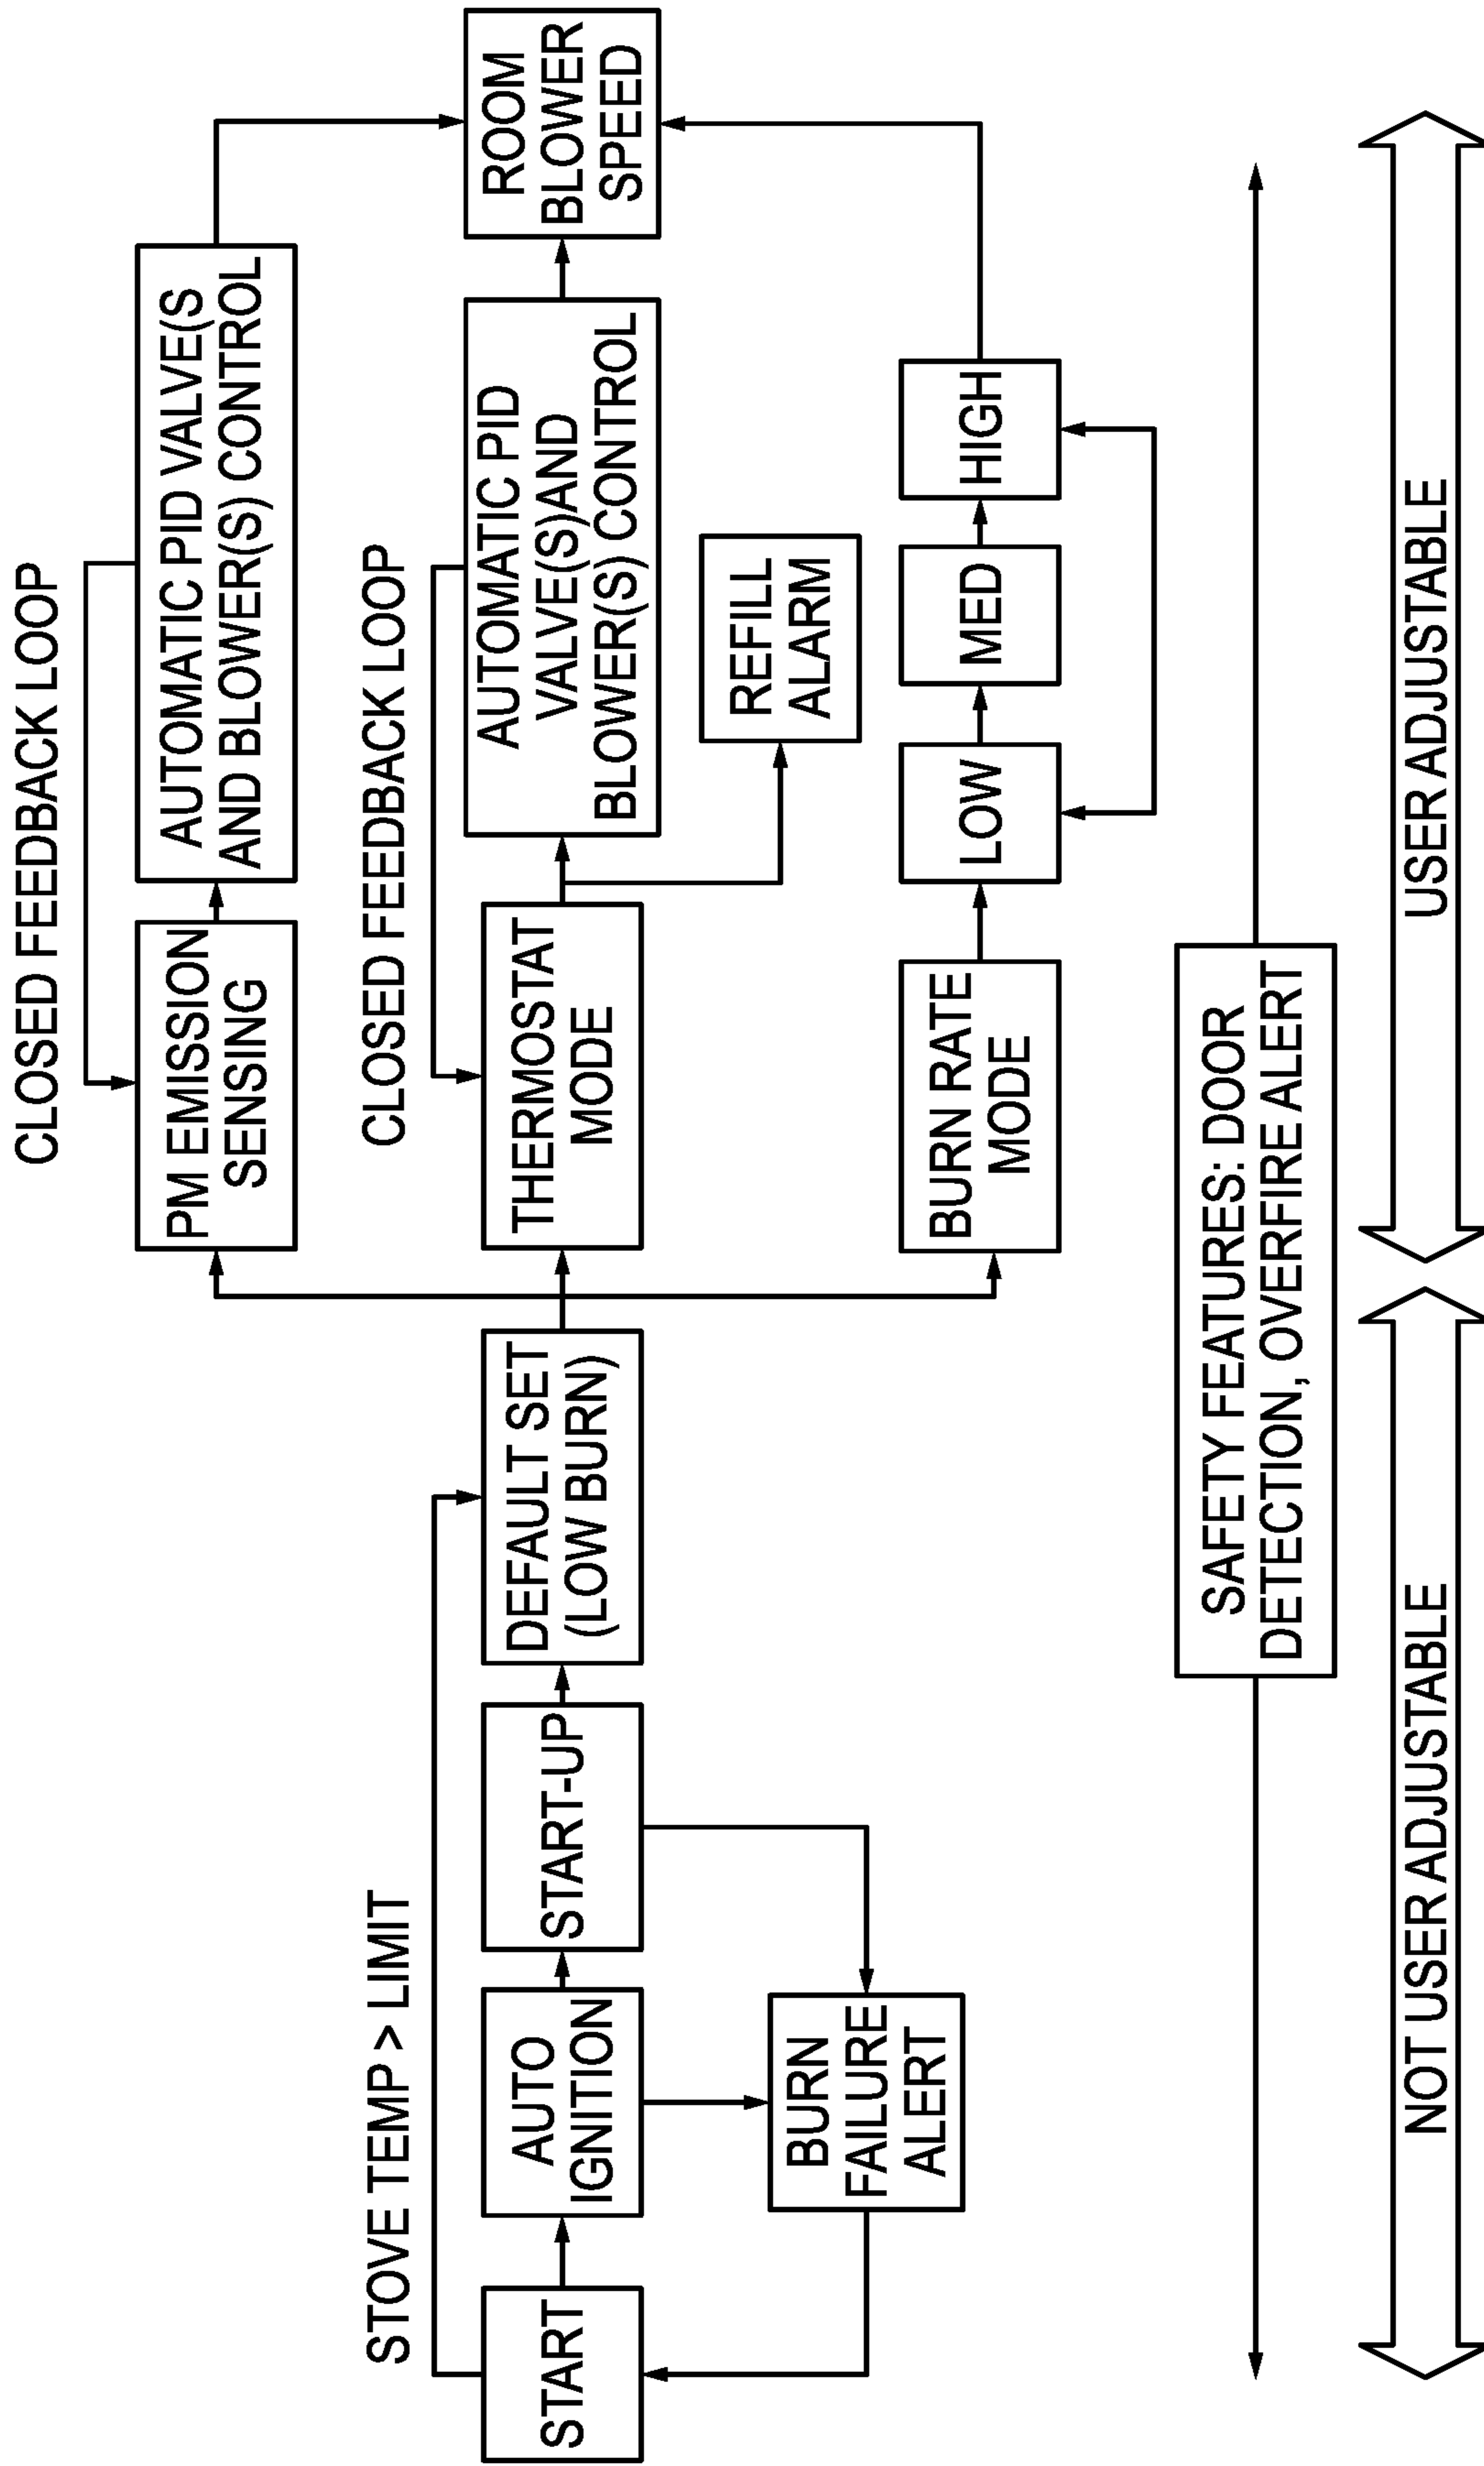 CLOSED FEEDBACK LOOP
PM EMISSION
SENSING
AUTOMATIC PID VALVE(S
AND BLOWER(S) CONTROL
STOVE TEMP > LIMIT
CLOSED FEEDBACK LOOP
START
AUTO
IGNITION
START-UP
DEFAULT SET
(LOW BURN)
THERMOSTAT
MODE
AUTOMATIC PID
VALVE(S)AND
BLOWER(S) CONTROL
ROOM
BLOWER
SPEED
BURN
FAILURE
ALERT
REFILL
ALARM
BURN RATE
MODE
LOW
MED
HIGH
SAFETY FEATURES: DOOR
DETECTION, OVERFIRE ALERT
NOT USER ADJUSTABLE
USER ADJUSTABLE